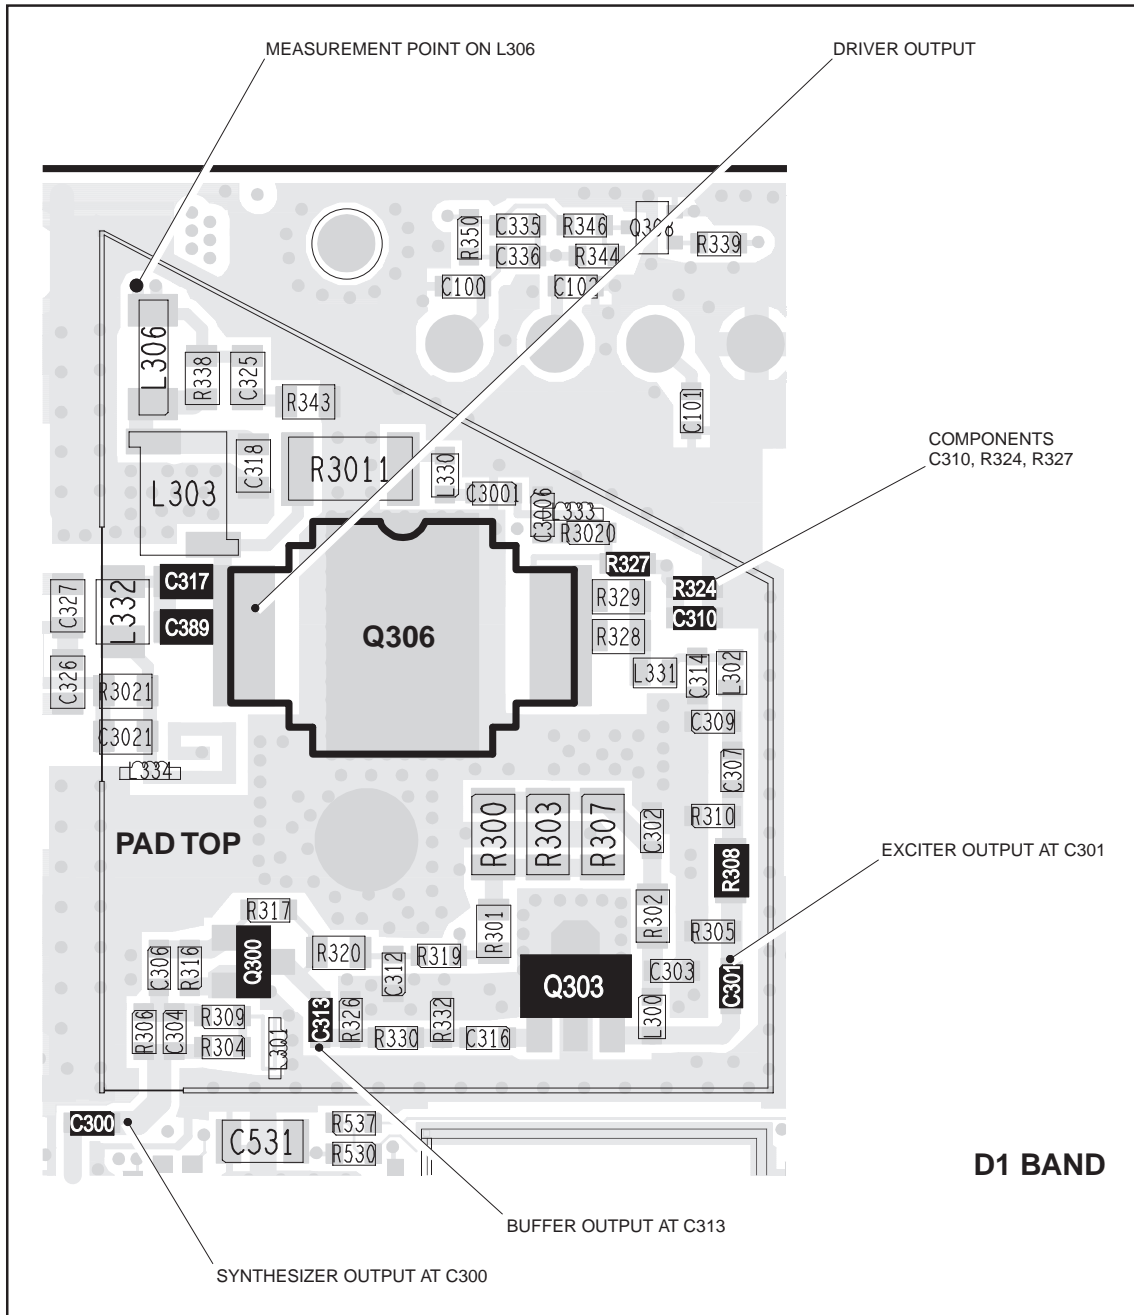 MEASUREMENT POINT ON L306
DRIVER OUTPUT
R350
C335
R346
Q308
R339
C336
R344
C100
C102
L306
R338
C325
R343
C101
COMPONENTS
C310, R324, R327
L303
C318
R3011
L330
C3001
C3006
L333
R3020
R327
C317
R324
C327
L332
R329
C310
C389
Q306
R328
C326
R3021
L331
C314
L302
C3021
C309
L334
C307
PAD TOP
R300
R303
R307
C302
R310
R308
EXCITER OUTPUT AT C301
R317
R301
R302
R305
C306
R316
Q300
R320
C312
R319
Q303
C303
C301
R306
C304
R309
R304
L301
C313
R326
R330
R332
C316
L300
C300
C531
R537
R530
D1 BAND
BUFFER OUTPUT AT C313
SYNTHESIZER OUTPUT AT C300